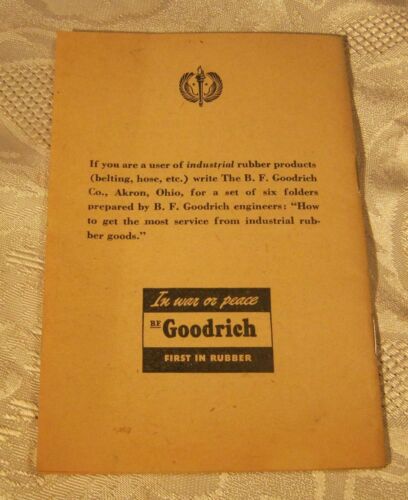 If you are a user of industrial rubber products
(belting, hose, etc.) write The B. F. Goodrich
Co., Akron, Ohio, for a set of six folders
prepared by B. F. Goodrich engineers: "How
to get the most service from industrial rub-
ber goods."
In war or peace
B.F. Goodrich
FIRST IN RUBBER